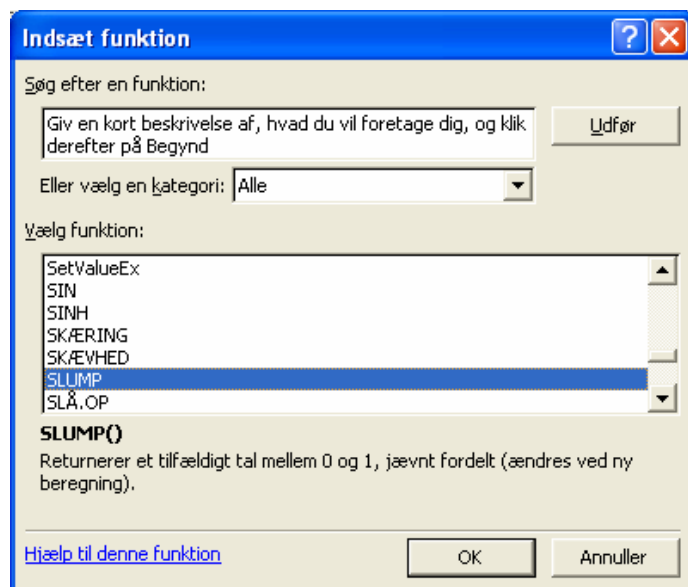 Indsæt funktion
Søg efter en funktion:
Giv en kort beskrivelse af, hvad du vil foretage dig, og klik
derefter på Begynd
Udfør
Eller vælg en kategori: Alle
Vælg funktion:
SetValueEx
SIN
SINH
SKÆRING
SKÆVHED
SLUMP
SLÅ.OP
SLUMP()
Returnerer et tilfældigt tal mellem 0 og 1, jævnt fordelt (ændres ved ny
beregning).
Hjælp til denne funktion
OK
Annuller